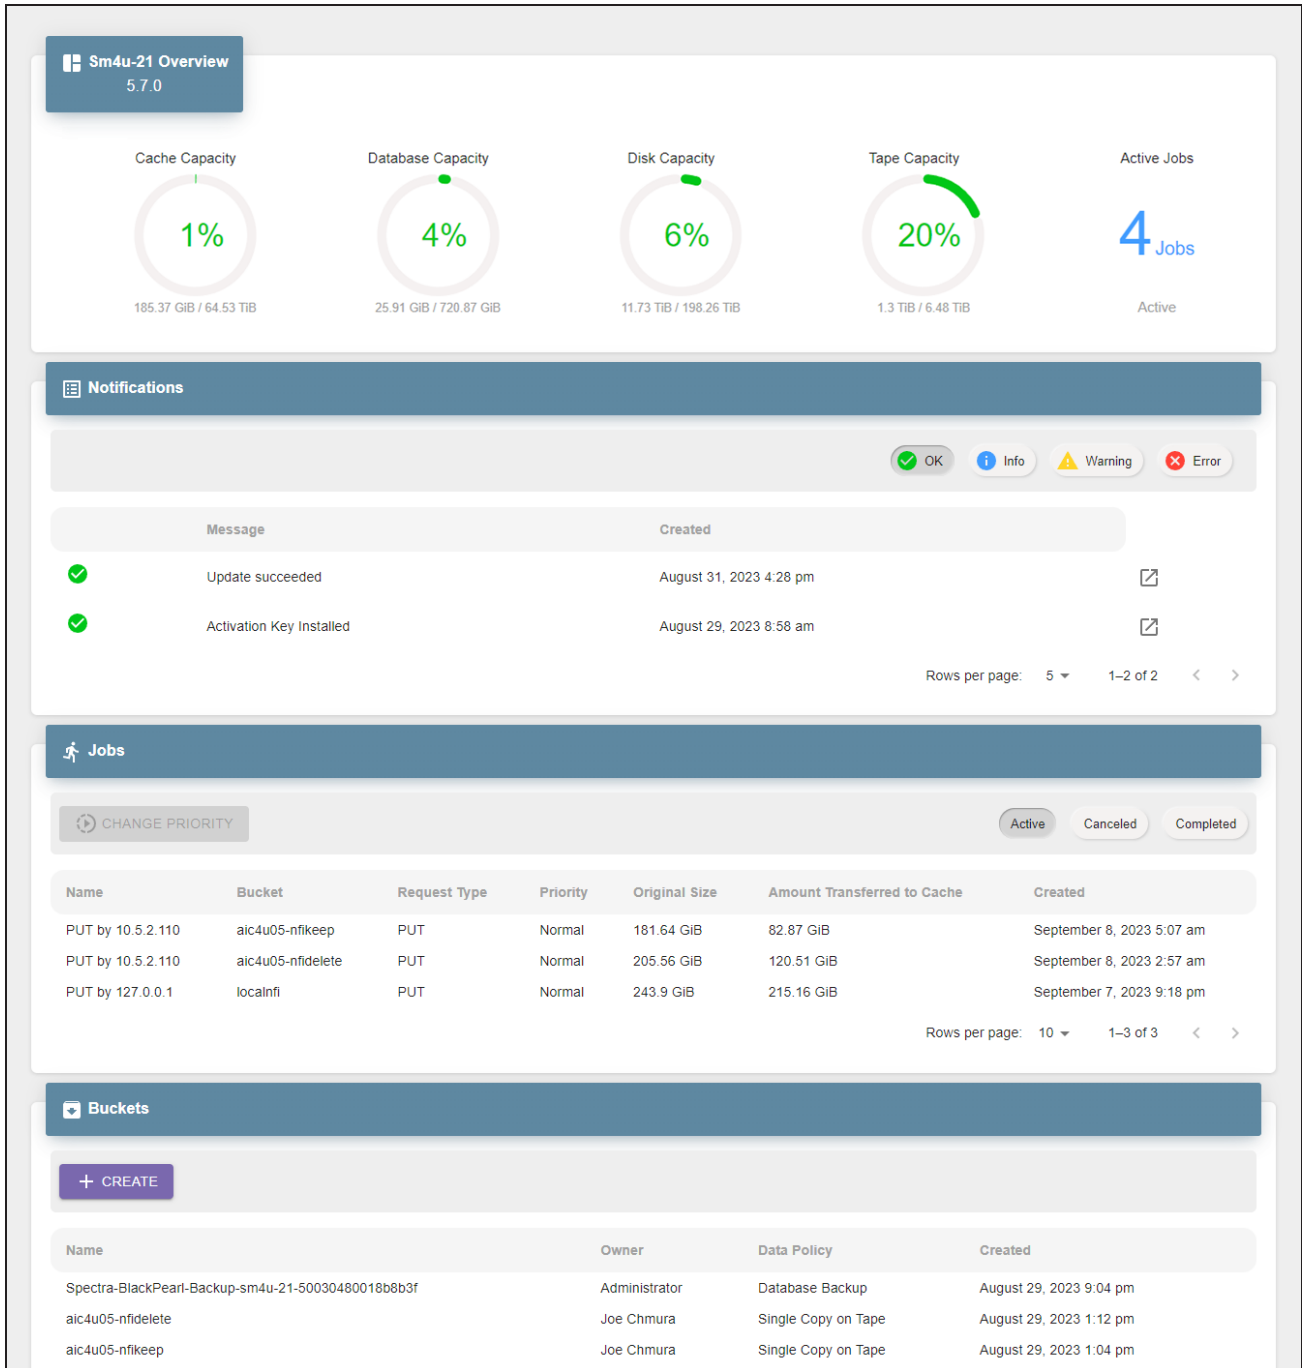 Sm4u-21 Overview
5.7.0
Cache Capacity Database Capacity Disk Capacity Tape Capacity Active Jobs
1% 4% 6% 20% 4 Jobs
185.37 GiB / 64.53 TiB 25.91 GiB / 720.87 GiB 11.73 TiB / 198.26 TiB 1.3 TiB / 6.48 TiB Active
Notifications
OK Info Warning Error
Message Created
Update succeeded August 31, 2023 4:28 pm
Activation Key Installed August 29, 2023 8:58 am
Rows per page: 5 1–2 of 2
Jobs
CHANGE PRIORITY Active Canceled Completed
Name Bucket Request Type Priority Original Size Amount Transferred to Cache Created
PUT by 10.5.2.110 aic4u05-nfikeep PUT Normal 181.64 GiB 82.87 GiB September 8, 2023 5:07 am
PUT by 10.5.2.110 aic4u05-nfidelete PUT Normal 205.56 GiB 120.51 GiB September 8, 2023 2:57 am
PUT by 127.0.0.1 localnfi PUT Normal 243.9 GiB 215.16 GiB September 7, 2023 9:18 pm
Rows per page: 10 1–3 of 3
Buckets
CREATE
Name Owner Data Policy Created
Spectra-BlackPearl-Backup-sm4u-21-50030480018b8b3f Administrator Database Backup August 29, 2023 9:04 pm
aic4u05-nfidelete Joe Chmura Single Copy on Tape August 29, 2023 1:12 pm
aic4u05-nfikeep Joe Chmura Single Copy on Tape August 29, 2023 1:04 pm